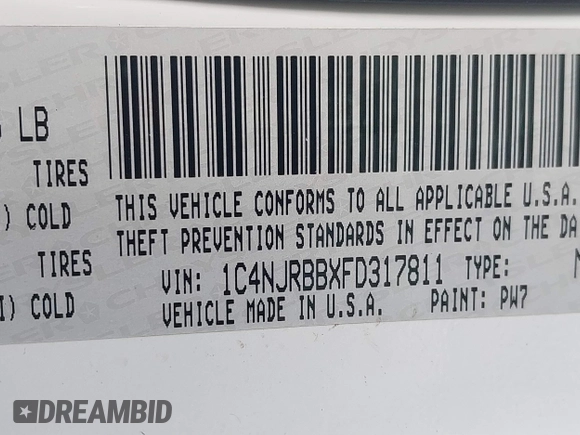 LB
TIRES
) COLD
TIRES
I) COLD
THIS VEHICLE CONFORMS TO ALL APPLICABLE U.S.A.
THEFT PREVENTION STANDARDS IN EFFECT ON THE DA
VIN: 1C4NJRBBXFD317811 TYPE:
VEHICLE MADE IN U.S.A. PAINT: PW7
DREAMBID